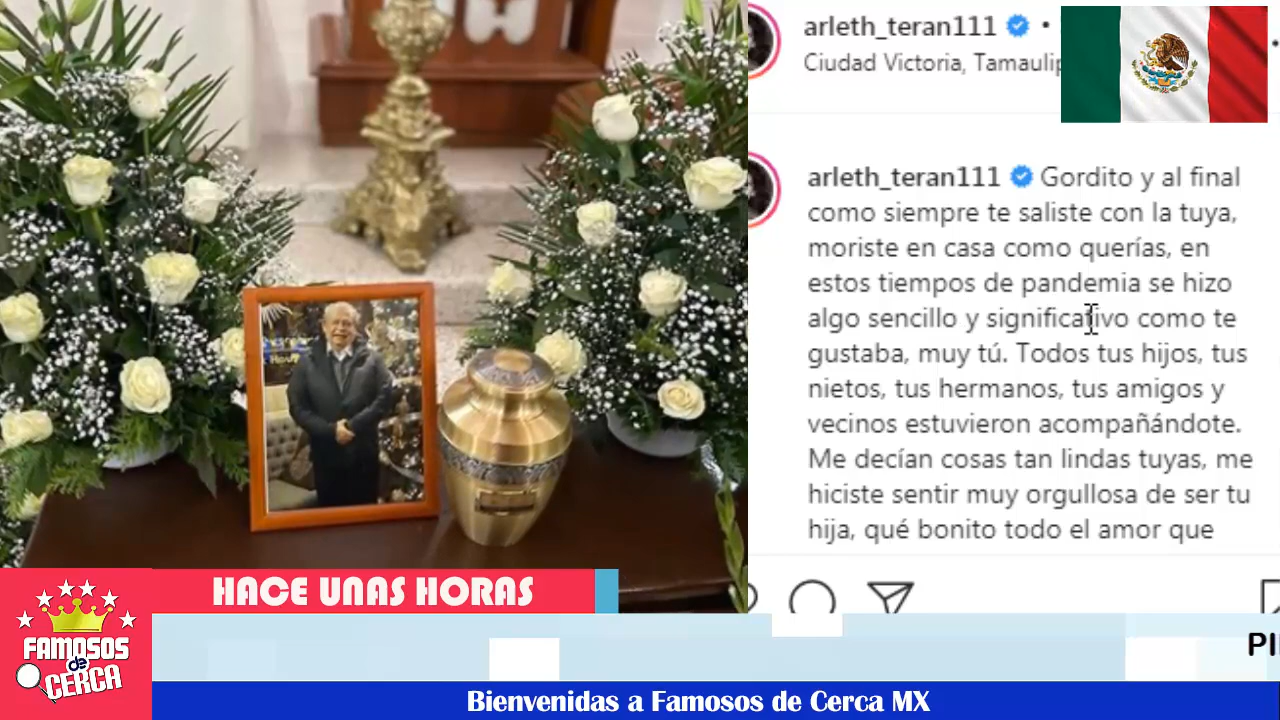 arleth_teran111 •
Ciudad Victoria, Tamaulip
arleth_teran111 Gordito y al final
como siempre te saliste con la tuya,
moriste en casa como querías, en
estos tiempos de pandemia se hizo
algo sencillo y significativo como te
gustaba, muy tú. Todos tus hijos, tus
nietos, tus hermanos, tus amigos y
vecinos estuvieron acompañándote.
Me decían cosas tan lindas tuyas, me
hiciste sentir muy orgullosa de ser tu
hija, qué bonito todo el amor que
HACE UNAS HORAS
FAMOSOS
de
CERCA
PI
Bienvenidas a Famosos de Cerca MX